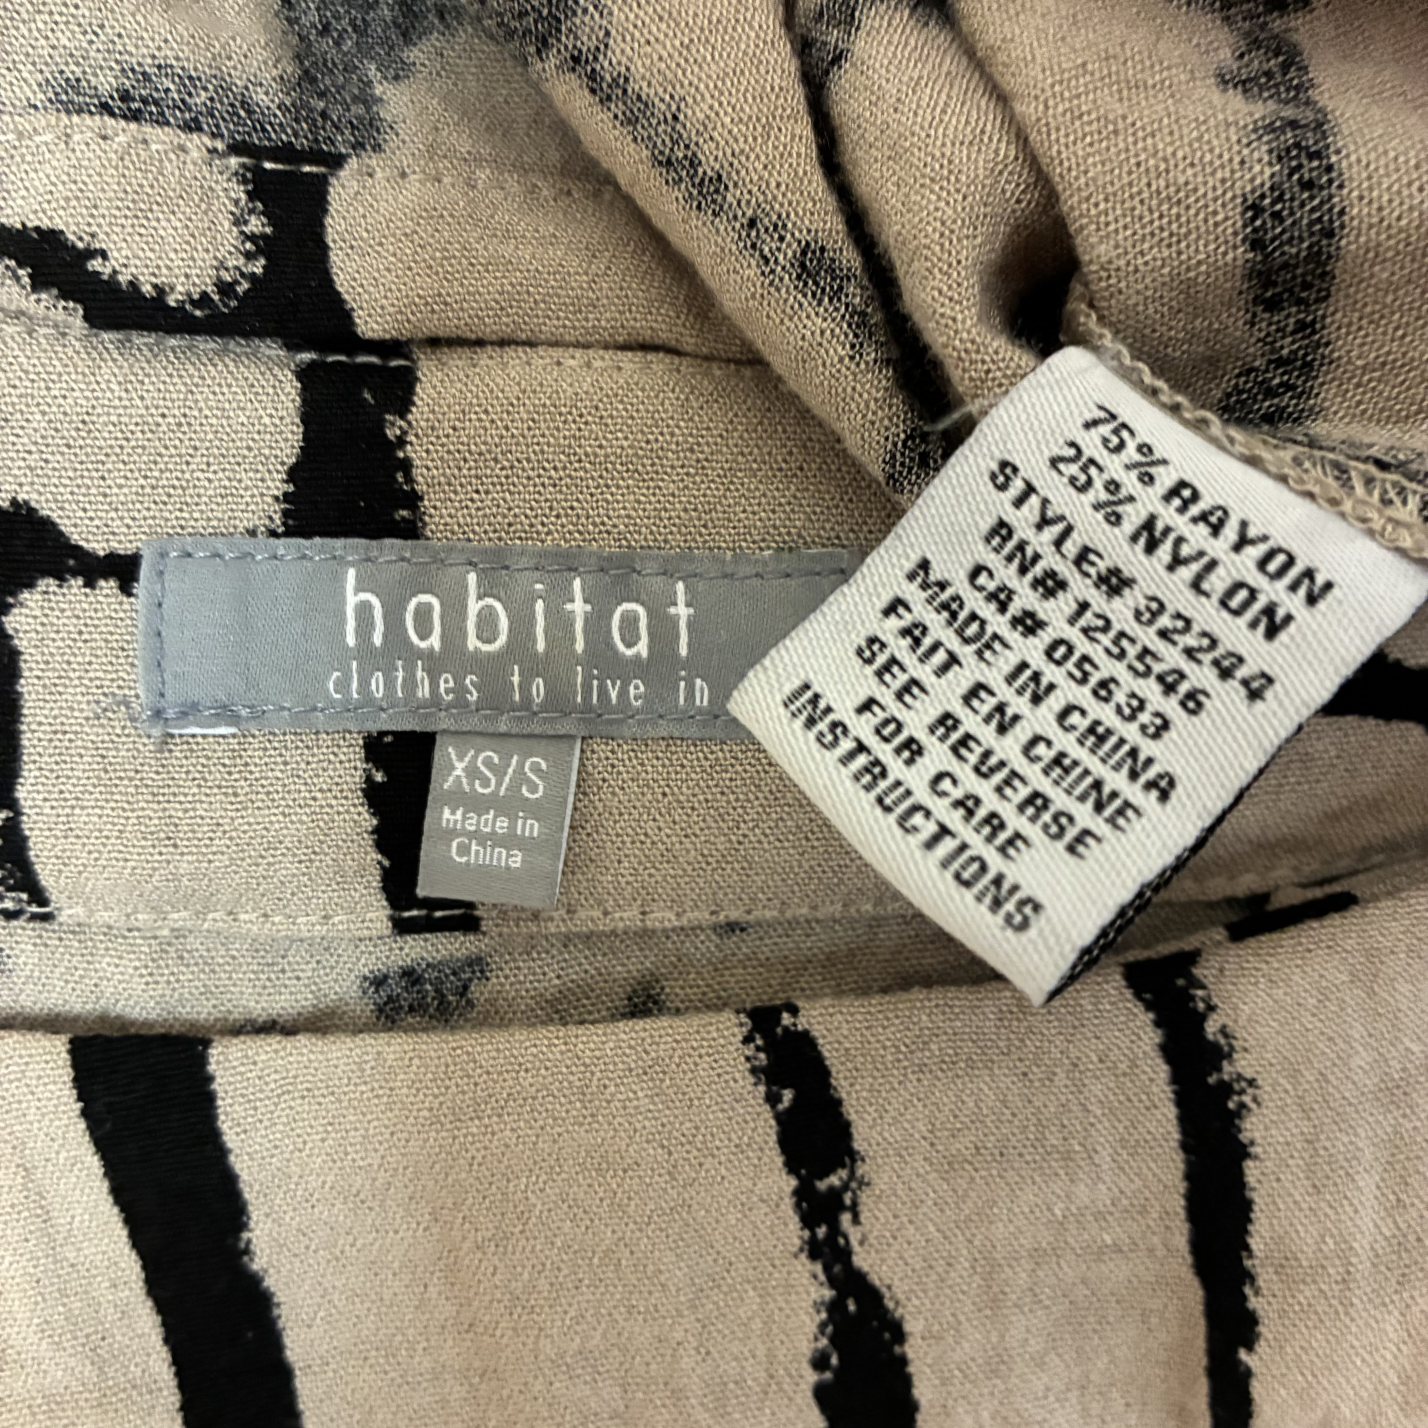 habitat
clothes to live in
XS/S
Made in
China
75% RAYON
25% NYLON
STYLE# 32244
RN# 125546
CA# 05633
MADE IN CHINA
FAIT EN CHINE
SEE REVERSE
FOR CARE
INSTRUCTIONS